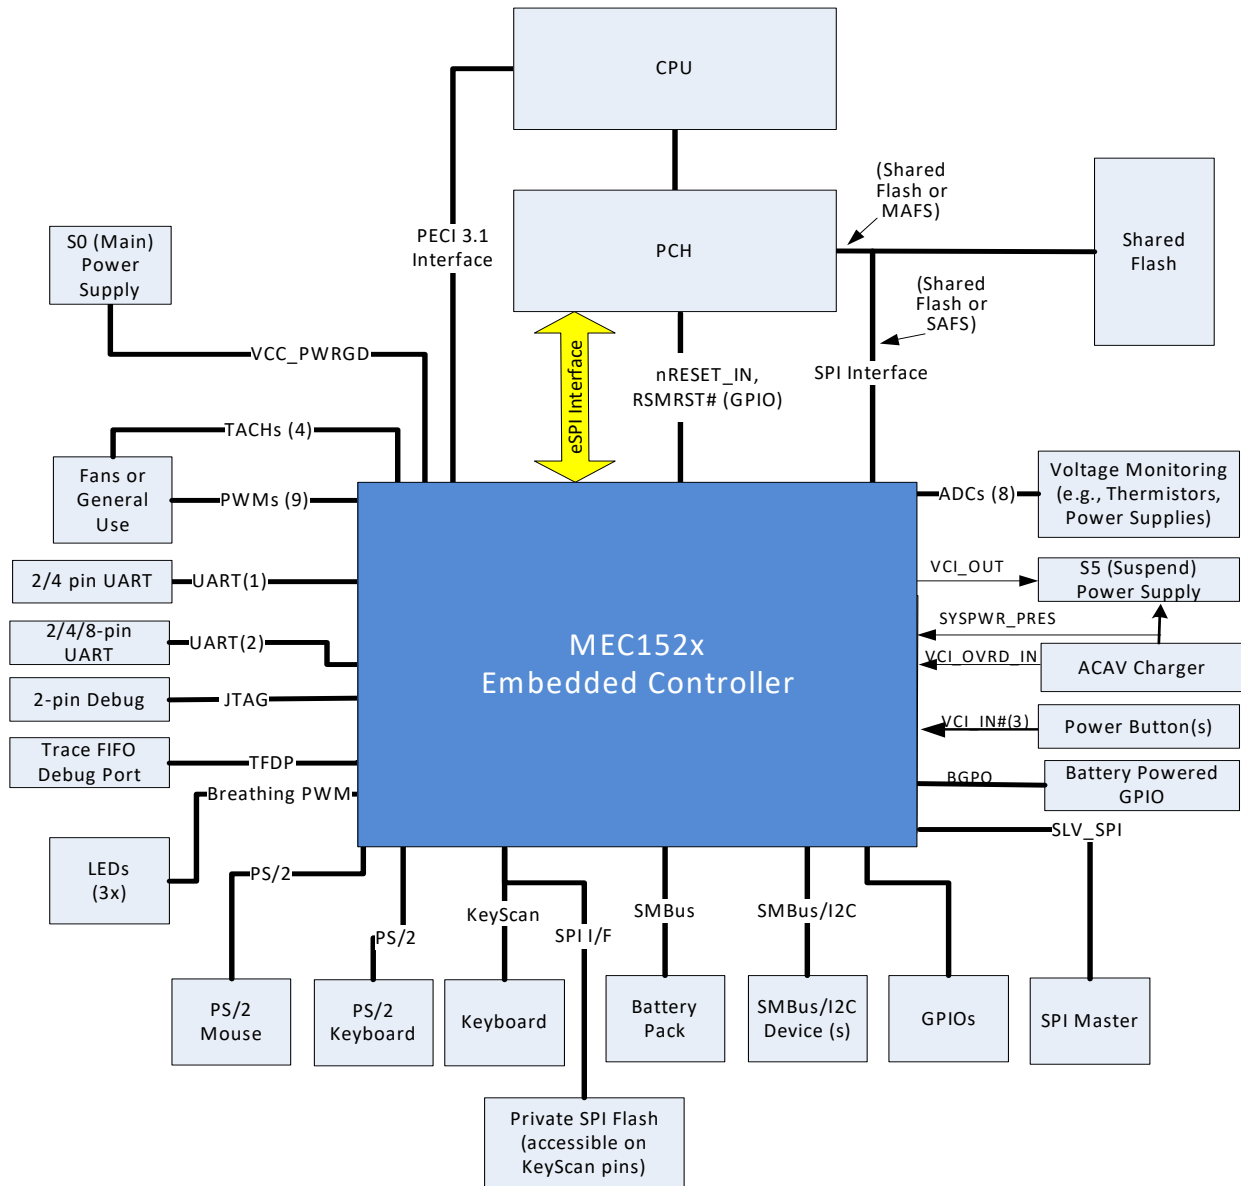 CPU
(Shared
Flash or
MAFS)
PECI 3.1
Interface
PCH
Shared
Flash
S0 (Main)
Power
Supply
(Shared
Flash or
SAFS)
VCC_PWRGD
eSPI Interface
nRESET_IN,
RSMRST# (GPIO)
SPI Interface
TACHs (4)
Fans or
General
Use
PWMs (9)
ADCs (8)
Voltage Monitoring
(e.g., Thermistors,
Power Supplies)
2/4 pin UART
UART(1)
VCI_OUT
S5 (Suspend)
Power Supply
2/4/8-pin
UART
UART(2)
SYSPWR_PRES
MEC152x
Embedded Controller
VCI_OVRD_IN
ACAV Charger
2-pin Debug
JTAG
VCI_IN#(3)
Power Button(s)
Trace FIFO
Debug Port
TFDP
BGPO
Battery Powered
GPIO
Breathing PWM
SLV_SPI
LEDs
(3x)
PS/2
PS/2
KeyScan
SPI I/F
SMBus
SMBus/I2C
PS/2
Mouse
PS/2
Keyboard
Keyboard
Battery
Pack
SMBus/I2C
Device (s)
GPIOs
SPI Master
Private SPI Flash
(accessible on
KeyScan pins)